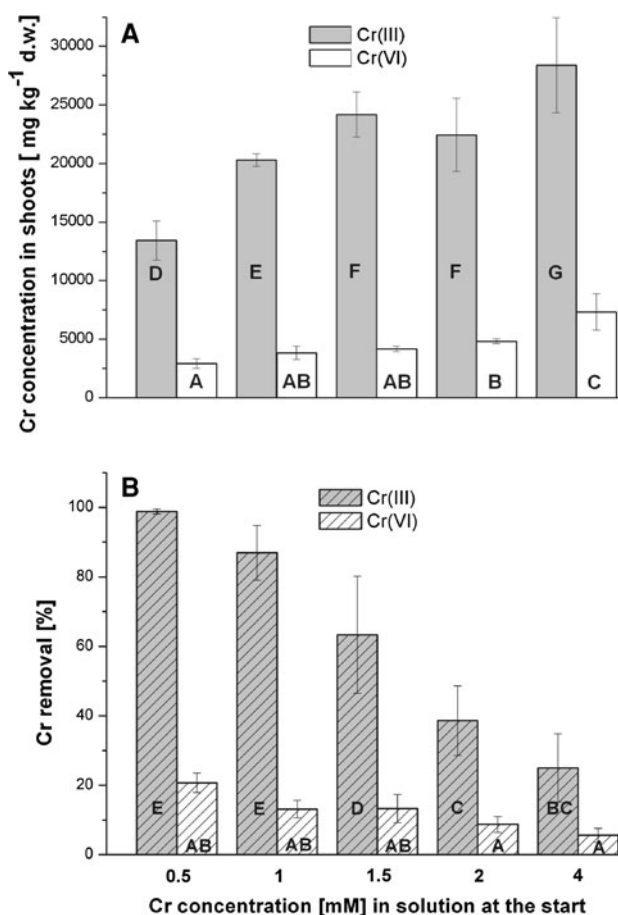 A
Cr(III)
Cr(VI)
Cr concentration in shoots [ mg kg⁻¹ d.w.]
30000
25000
20000
15000
10000
5000
0
D
A
E
AB
F
AB
F
B
G
C
B
Cr(III)
Cr(VI)
Cr removal [%]
100
80
60
40
20
0
E
AB
E
AB
D
AB
C
A
BC
A
0.5 1 1.5 2 4
Cr concentration [mM] in solution at the start